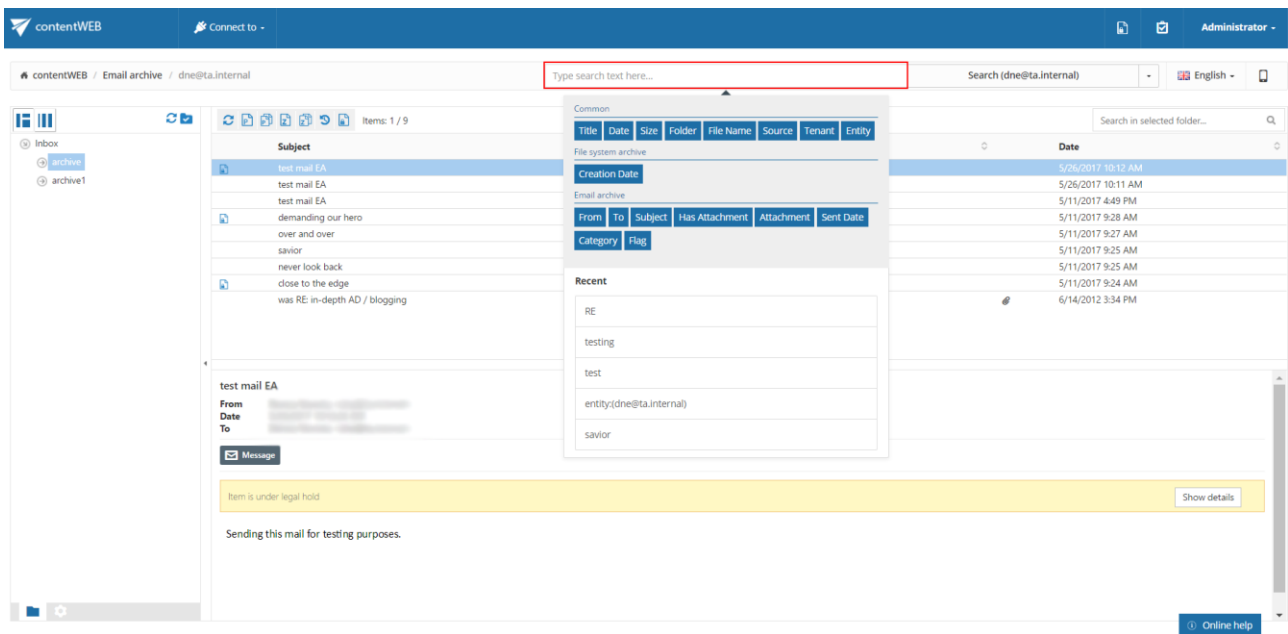 contentWEB
Connect to
Administrator
contentWEB / Email archive / dne@ta.internal
Type search text here...
Search (dne@ta.internal)
English
Items: 1 / 9
Search in selected folder...
Inbox
archive
archive1
Subject
Date
test mail EA 5/26/2017 10:12 AM
test mail EA 5/26/2017 10:11 AM
test mail EA 5/11/2017 4:49 PM
demanding our hero 5/11/2017 9:28 AM
over and over 5/11/2017 9:27 AM
savior 5/11/2017 9:25 AM
never look back 5/11/2017 9:25 AM
close to the edge 5/11/2017 9:24 AM
was RE: in-depth AD / blogging 6/14/2012 3:34 PM
Common
Title Date Size Folder File Name Source Tenant Entity
File system archive
Creation Date
Email archive
From To Subject Has Attachment Attachment Sent Date
Category Flag
Recent
RE
testing
test
entity:(dne@ta.internal)
savior
test mail EA
From
Date
To
Message
Item is under legal hold
Show details
Sending this mail for testing purposes.
Online help